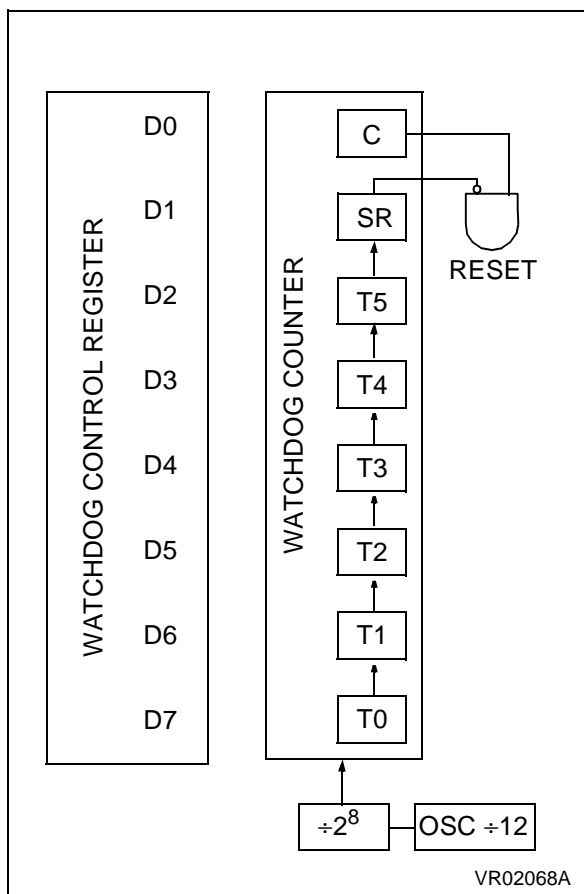 WATCHDOG CONTROL REGISTER
D0
D1
D2
D3
D4
D5
D6
D7
WATCHDOG COUNTER
C
SR
T5
T4
T3
T2
T1
T0
RESET
÷2⁸
OSC ÷12
VR02068A